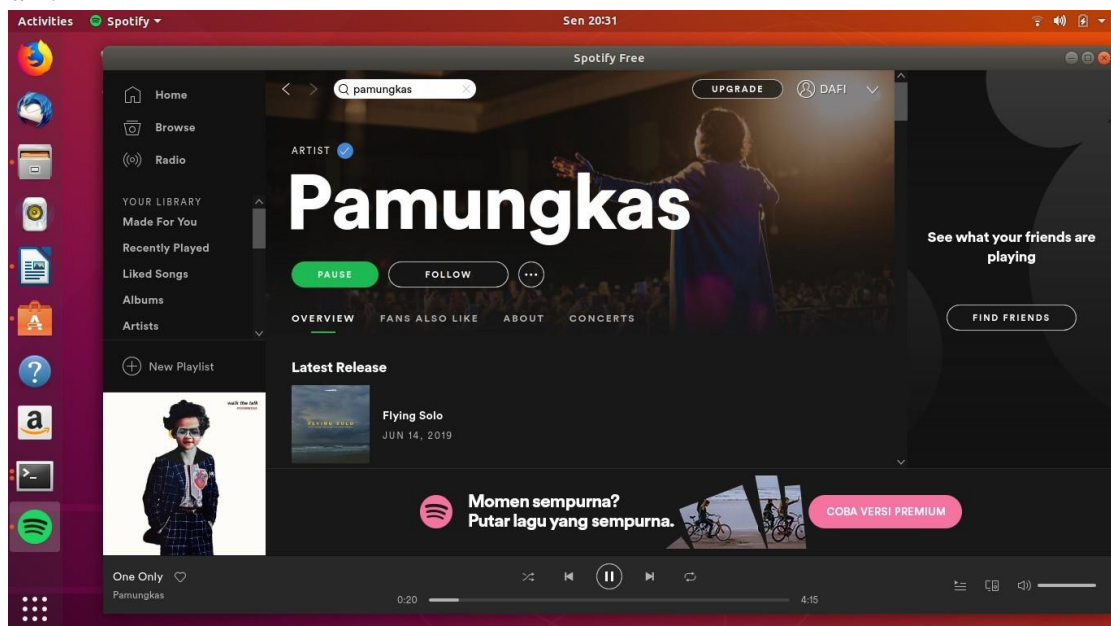 Activities
Spotify
Sen 20:31
Spotify Free
Home
Browse
Radio
YOUR LIBRARY
Made For You
Recently Played
Liked Songs
Albums
Artists
New Playlist
pamungkas
UPGRADE
DAFI
ARTIST
Pamungkas
PAUSE
FOLLOW
OVERVIEW
FANS ALSO LIKE
ABOUT
CONCERTS
Latest Release
FLYING SOLO
Flying Solo
JUN 14, 2019
See what your friends are
playing
FIND FRIENDS
walk the talk
Momen sempurna?
Putar lagu yang sempurna.
COBA VERSI PREMIUM
One Only
Pamungkas
0:20
4:15